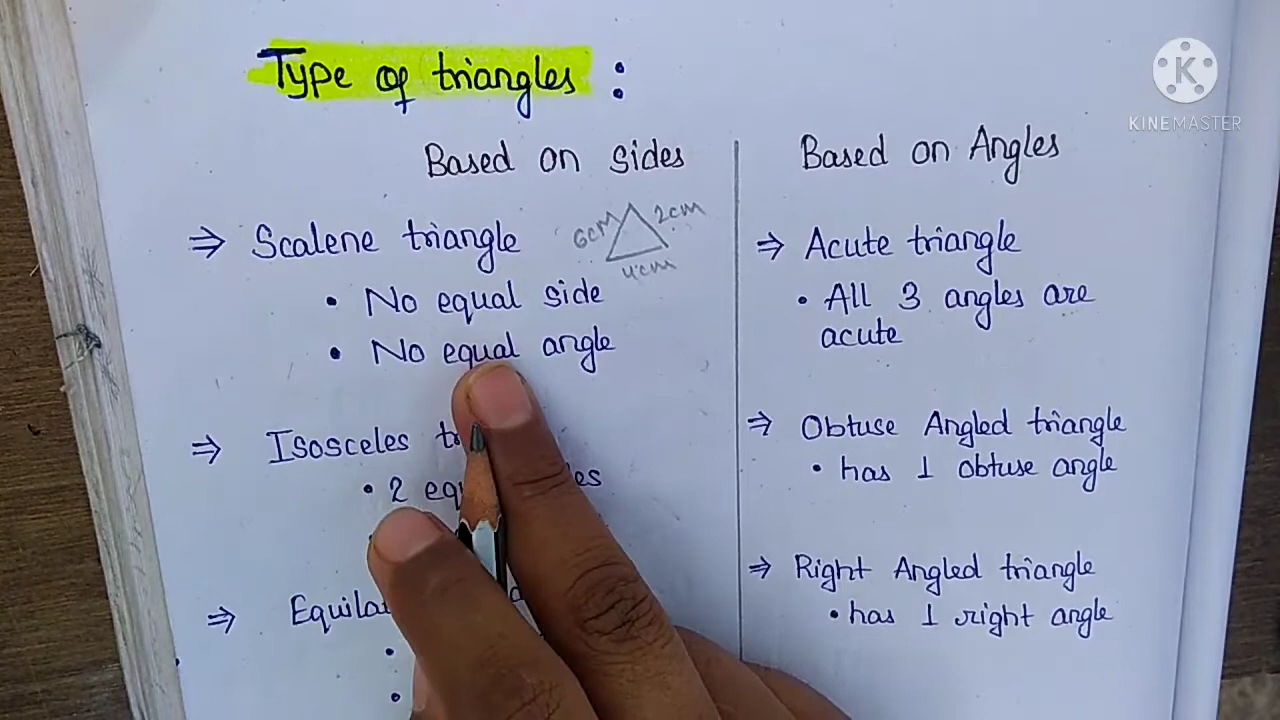 Type of triangles :
Based on sides
⇒ Scalene triangle
6cm 2cm
4cm
• No equal side
• No equal angle
⇒ Isosceles
• 2
⇒
Based on Angles
⇒ Acute triangle
• All 3 angles are
acute
⇒ Obtuse Angled triangle
• has 1 obtuse angle
⇒ Right Angled triangle
• has 1 right angle
K
KINEMASTER